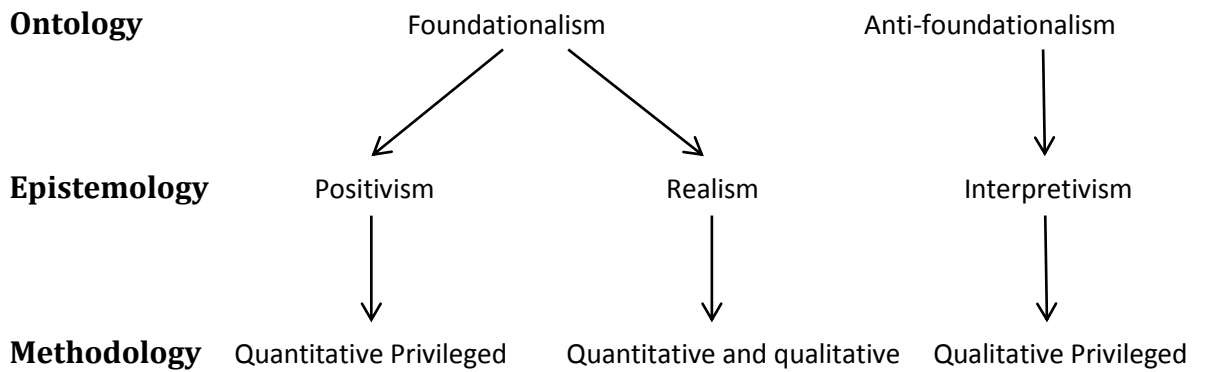 Ontology Foundationalism Anti-foundationalism
Epistemology Positivism Realism Interpretivism
Methodology Quantitative Privileged Quantitative and qualitative Qualitative Privileged